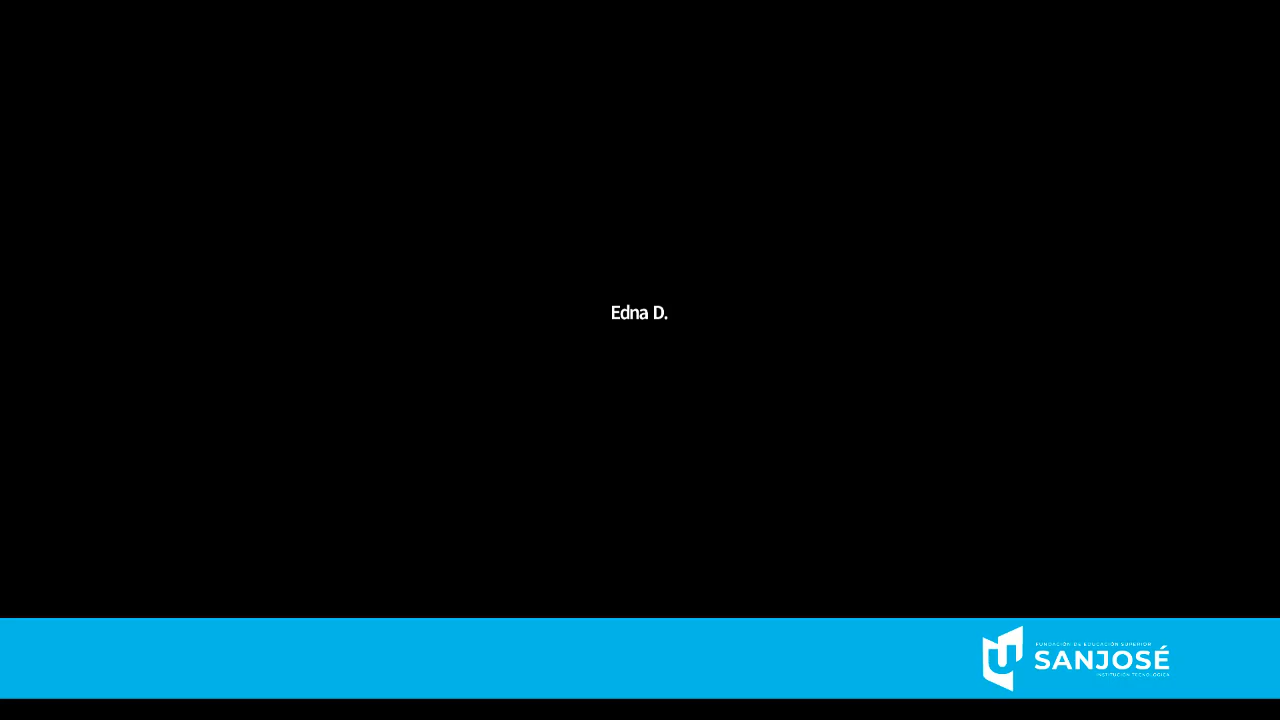 Edna D.
FUNDACIÓN DE EDUCACIÓN SUPERIOR
SANJOSÉ
INSTITUCIÓN TECNOLÓGICA